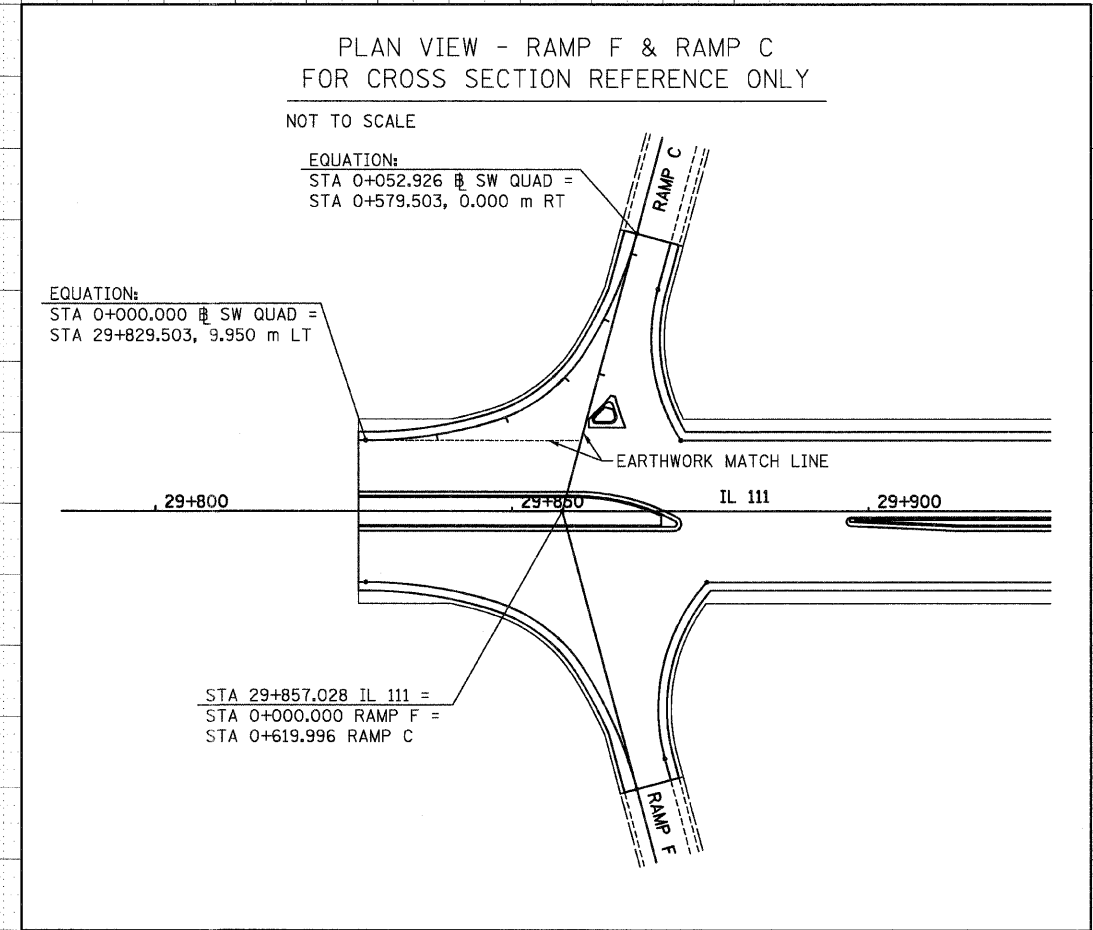 PLAN VIEW - RAMP F & RAMP C
FOR CROSS SECTION REFERENCE ONLY
NOT TO SCALE
EQUATION:
STA 0+052.926 ℄ SW QUAD =
STA 0+579.503, 0.000 m RT
RAMP C
EQUATION:
STA 0+000.000 ℄ SW QUAD =
STA 29+829.503, 9.950 m LT
EARTHWORK MATCH LINE
29+800
29+850
IL 111
29+900
STA 29+857.028 IL 111 =
STA 0+000.000 RAMP F =
STA 0+619.996 RAMP C
RAMP F